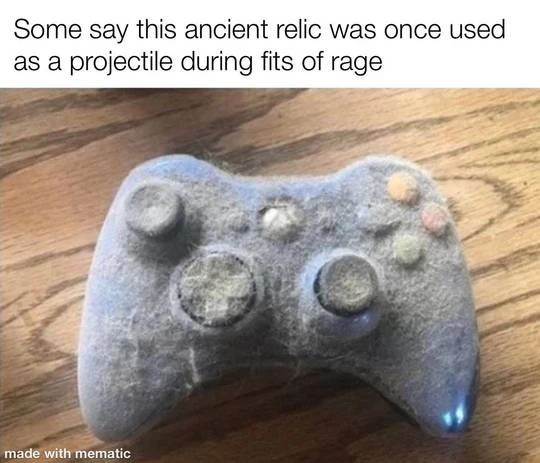 Some say this ancient relic was once used
as a projectile during fits of rage
made with mematic